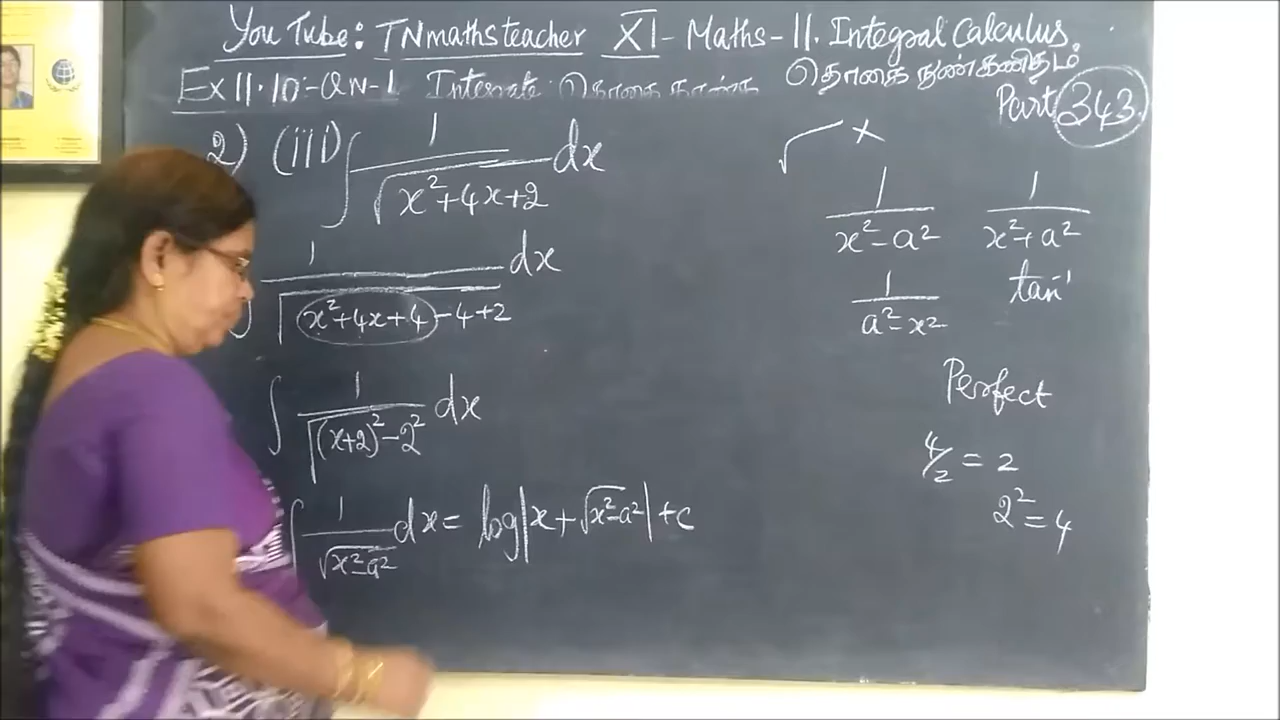 You Tube: TNmathsteacher XI- Maths-11. Integral Calculus.
Ex 11.10:-QN-1 Integrate தொகை நுண்கணிதம்
Part 343
2) (iii) ∫ 1/√(x²+4x+2) dx
1/√(x²+4x+4)-4+2 dx
∫ 1/√((x+2)²-2²) dx
∫ 1/√(x²-a²) dx = log|x+√(x²-a²)|+c
√ x
1/(x²-a²) 1/(x²+a²)
1/(a²-x²) tan⁻¹
Perfect
4/2 = 2
2² = 4